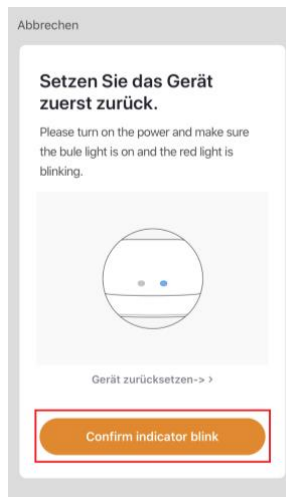 Abbrechen
Setzen Sie das Gerät
zuerst zurück.
Please turn on the power and make sure
the bule light is on and the red light is
blinking.
Gerät zurücksetzen-> >
Confirm indicator blink